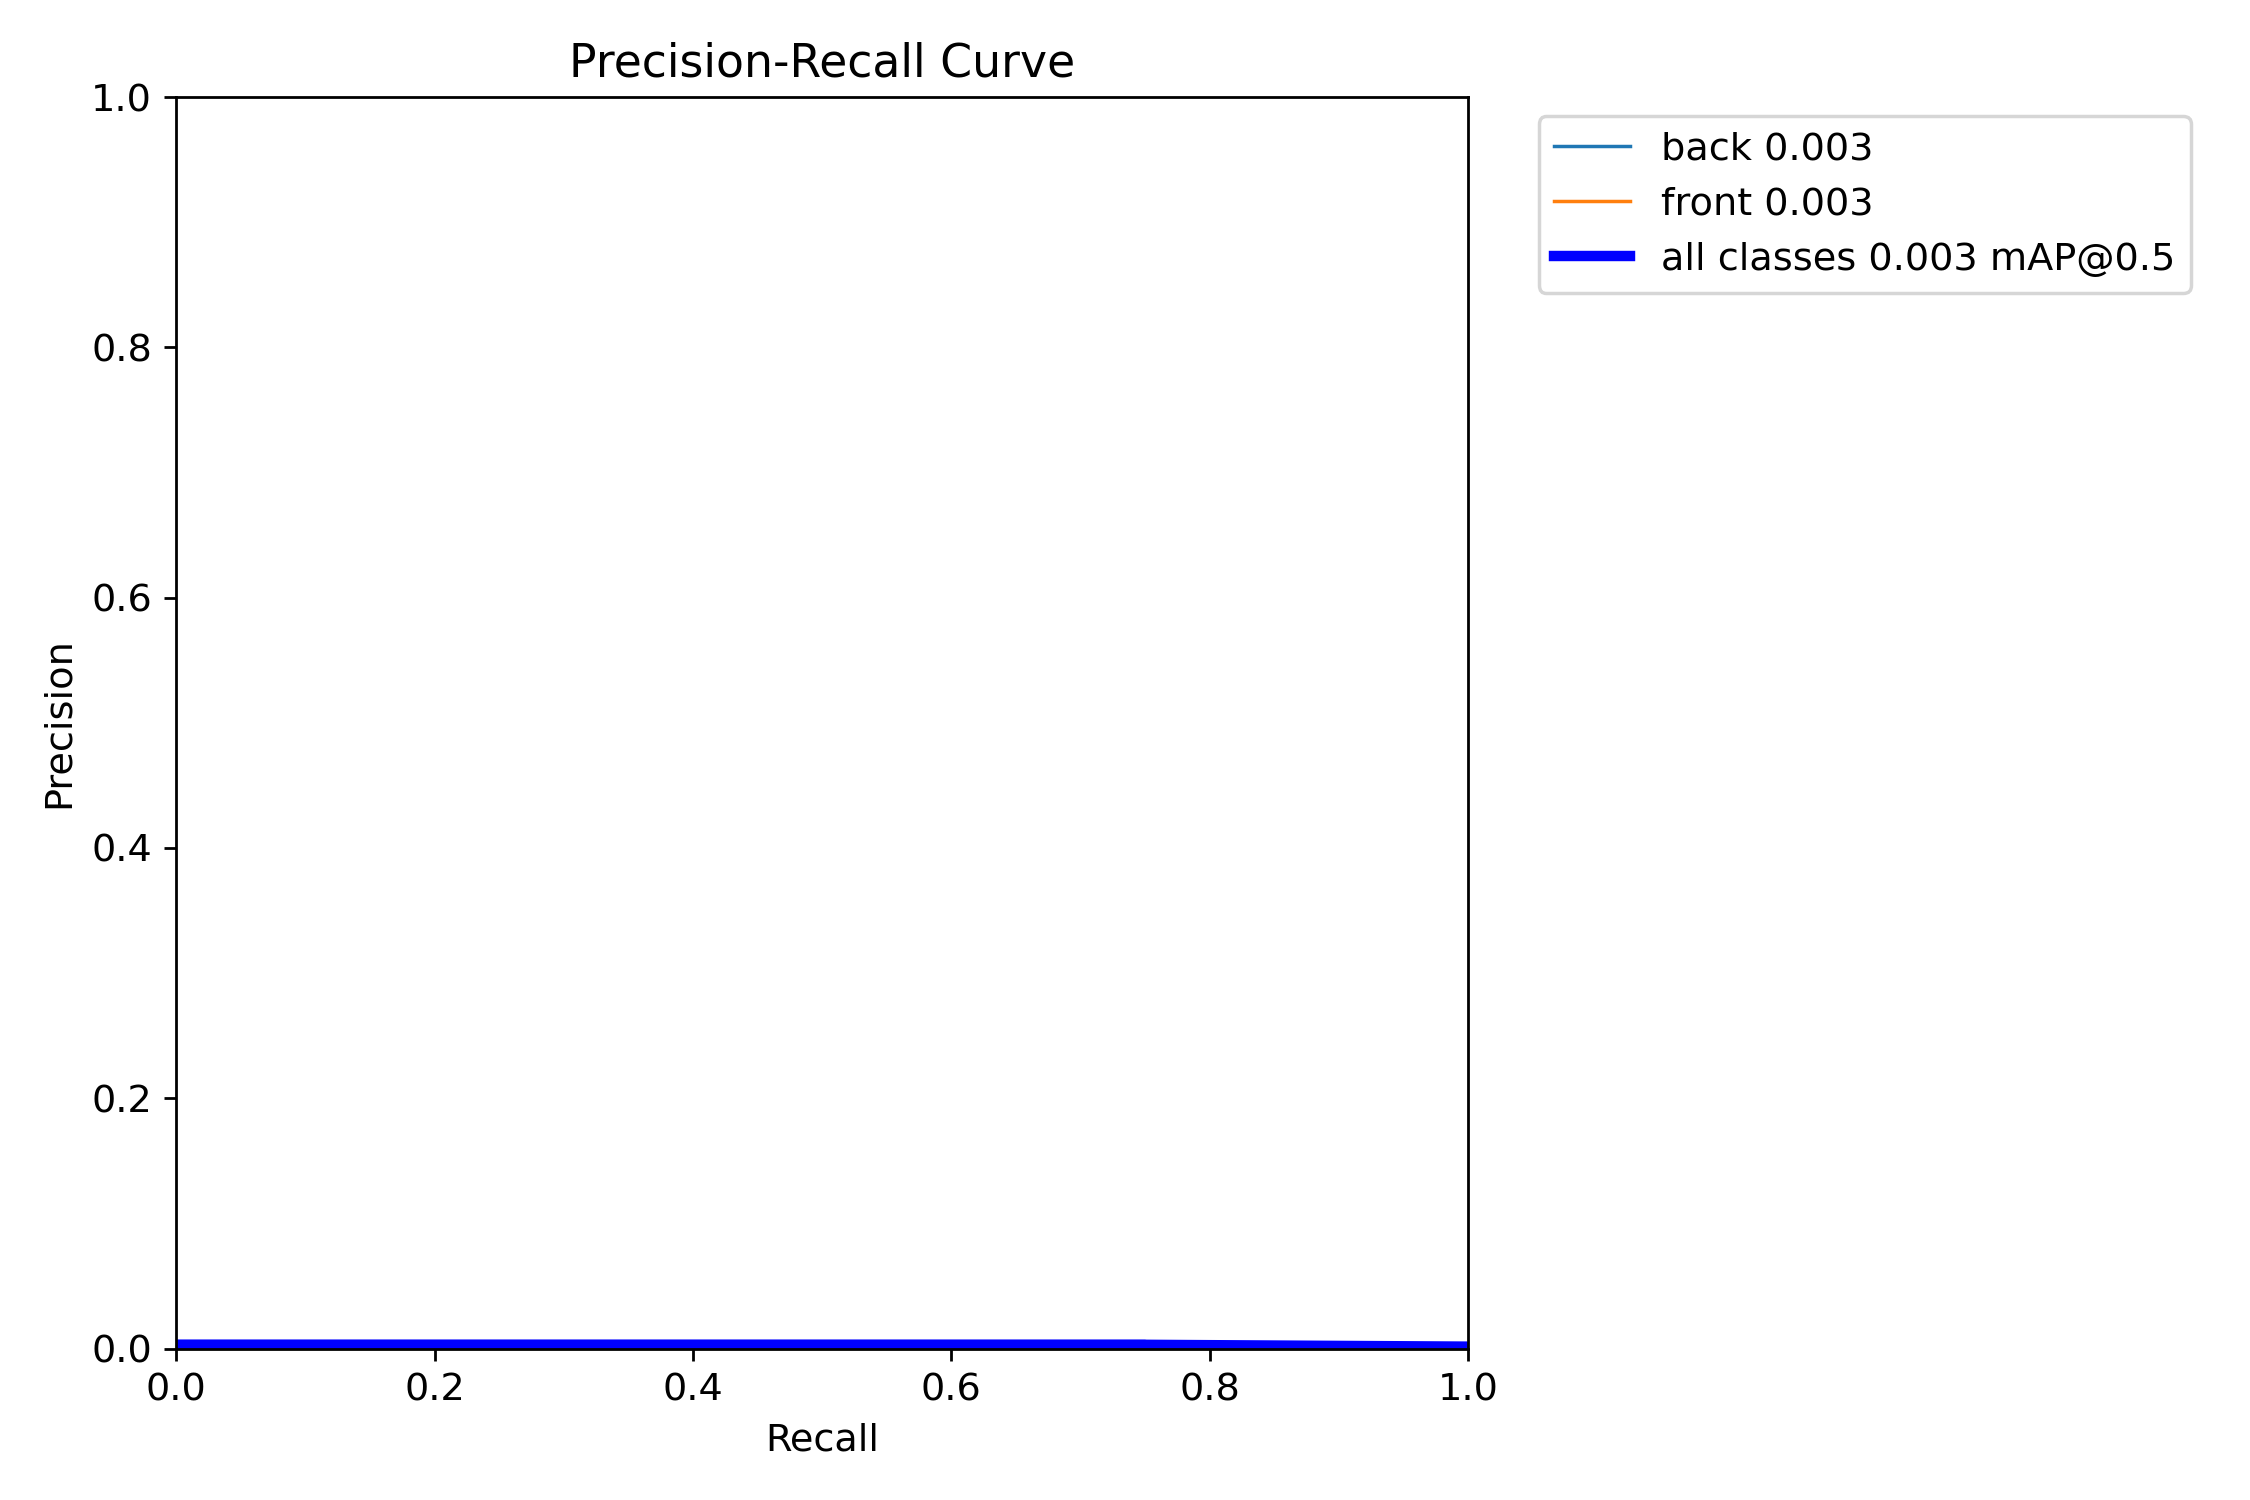 Precision-Recall Curve
1.0
0.8
0.6
0.4
0.2
0.0
Precision
0.0 0.2 0.4 0.6 0.8 1.0
Recall
back 0.003
front 0.003
all classes 0.003 mAP@0.5